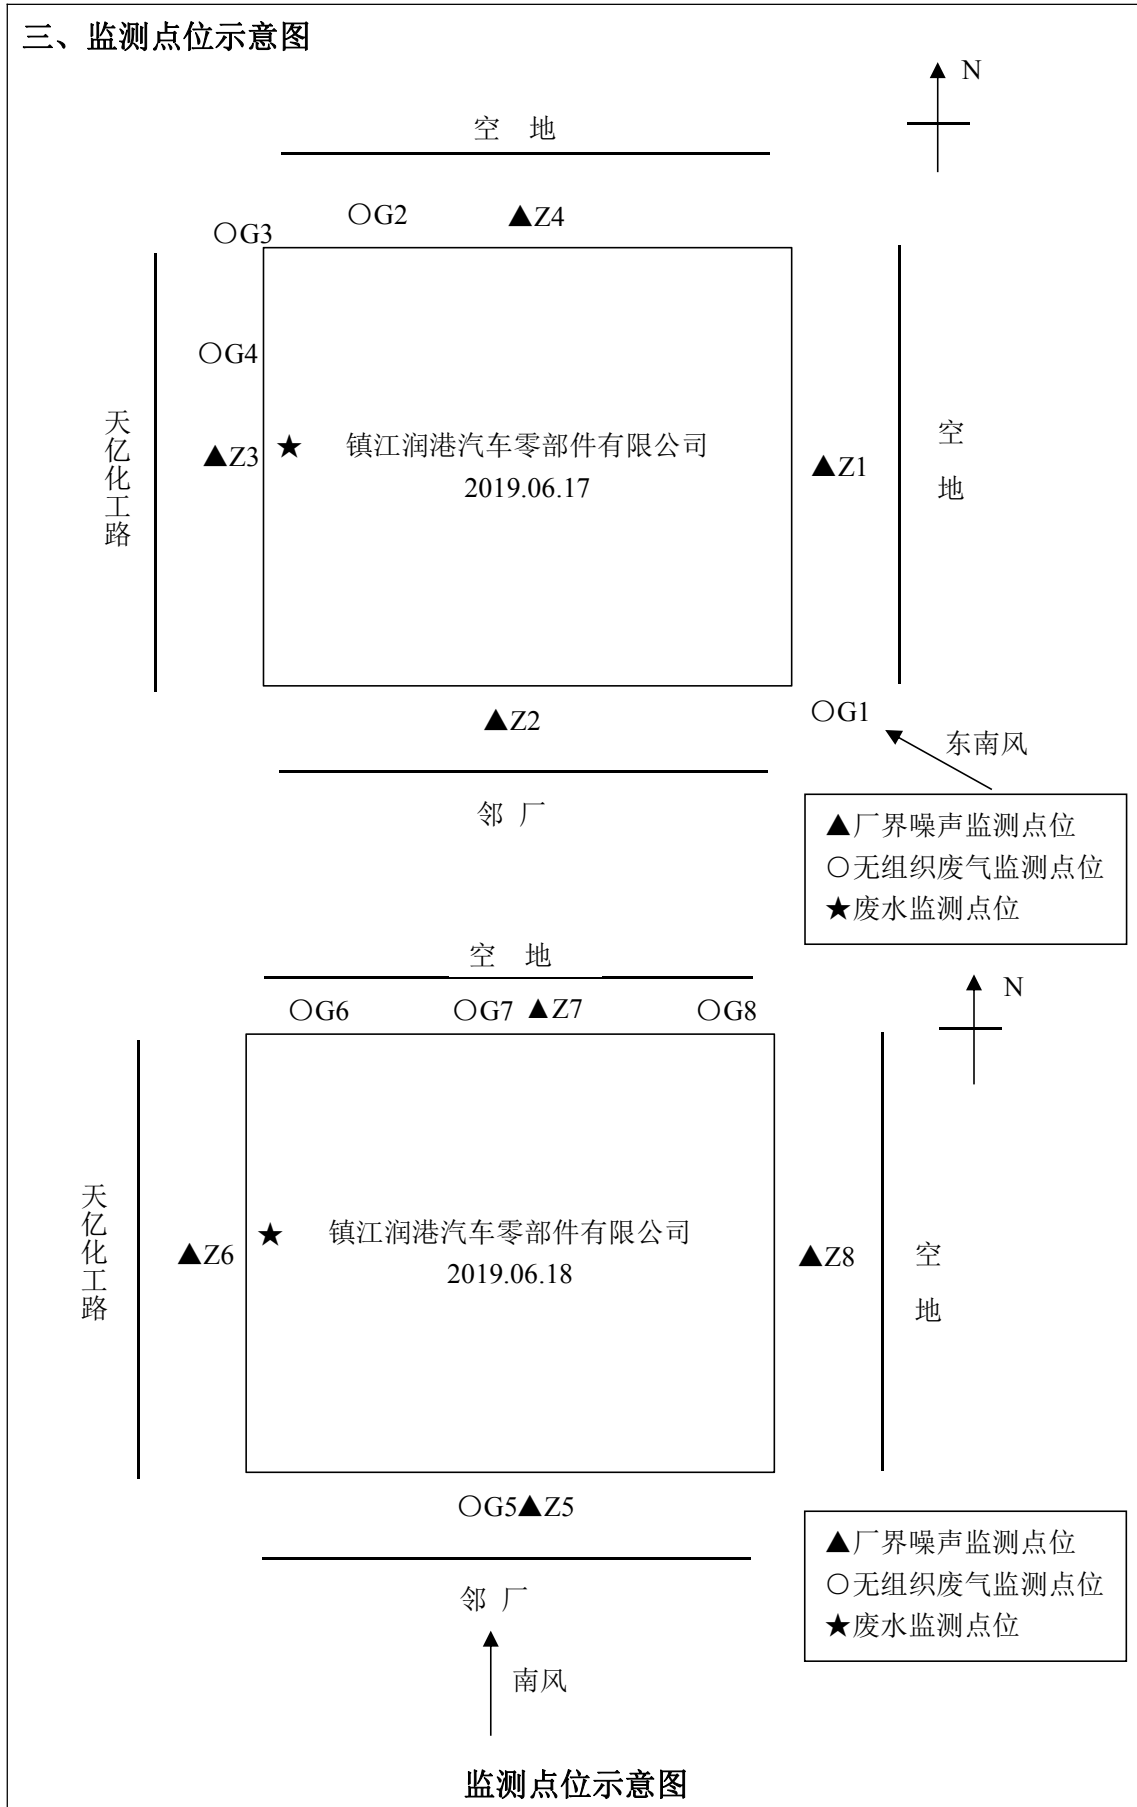 三、监测点位示意图
N
空 地
○G2
▲Z4
○G3
○G4
天亿化工路
▲Z3
★
镇江润港汽车零部件有限公司
2019.06.17
▲Z1
空地
▲Z2
○G1
东南风
邻 厂
▲厂界噪声监测点位
○无组织废气监测点位
★废水监测点位
空 地
N
○G6
○G7 ▲Z7
○G8
天亿化工路
▲Z6
★
镇江润港汽车零部件有限公司
2019.06.18
▲Z8
空地
○G5▲Z5
邻 厂
▲厂界噪声监测点位
○无组织废气监测点位
★废水监测点位
南风
监测点位示意图